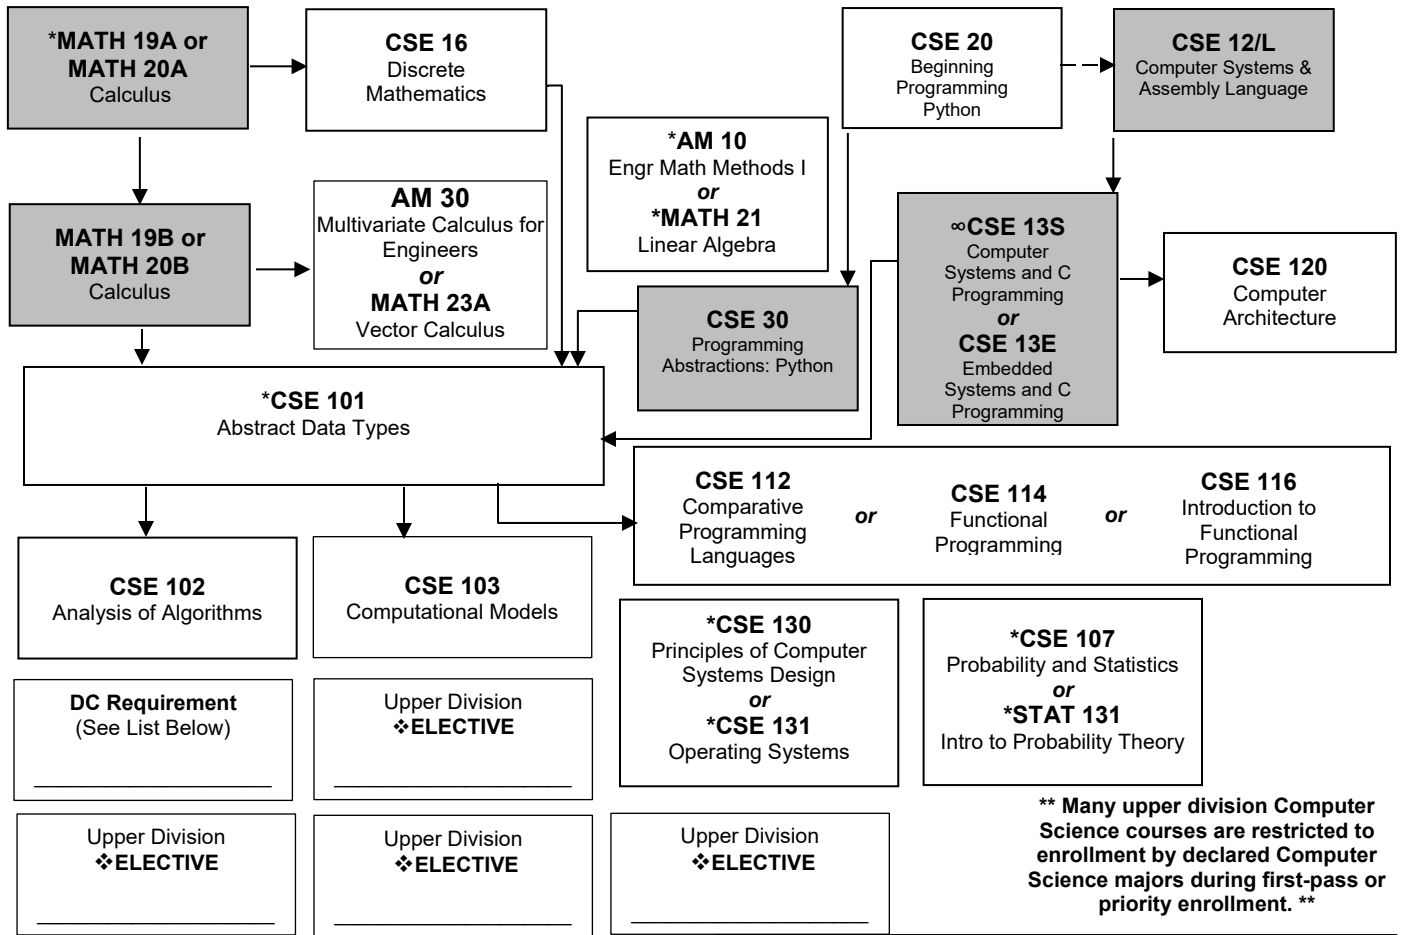 *MATH 19A or
MATH 20A
Calculus
CSE 16
Discrete
Mathematics
CSE 20
Beginning
Programming
Python
CSE 12/L
Computer Systems &
Assembly Language
*AM 10
Engr Math Methods I
or
*MATH 21
Linear Algebra
MATH 19B or
MATH 20B
Calculus
AM 30
Multivariate Calculus for
Engineers
or
MATH 23A
Vector Calculus
∞CSE 13S
Computer
Systems and C
Programming
or
CSE 13E
Embedded
Systems and C
Programming
CSE 120
Computer
Architecture
CSE 30
Programming
Abstractions: Python
*CSE 101
Abstract Data Types
CSE 112
Comparative
Programming
Languages
or
CSE 114
Functional
Programming
or
CSE 116
Introduction to
Functional
Programming
CSE 102
Analysis of Algorithms
CSE 103
Computational Models
*CSE 130
Principles of Computer
Systems Design
or
*CSE 131
Operating Systems
*CSE 107
Probability and Statistics
or
*STAT 131
Intro to Probability Theory
DC Requirement
(See List Below)
Upper Division
❖ELECTIVE
Upper Division
❖ELECTIVE
Upper Division
❖ELECTIVE
Upper Division
❖ELECTIVE
** Many upper division Computer
Science courses are restricted to
enrollment by declared Computer
Science majors during first-pass or
priority enrollment. **